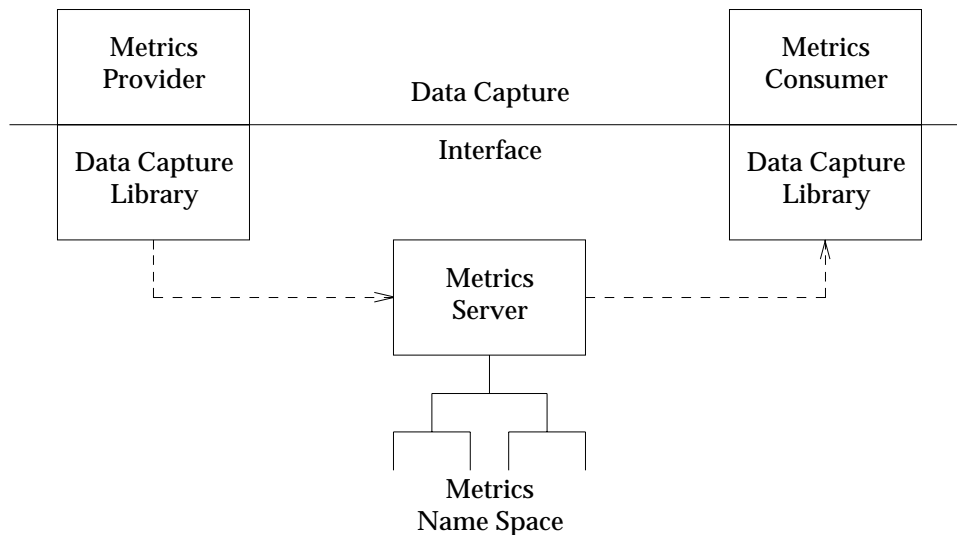 Metrics
Provider
Data Capture
Library
Data Capture
Interface
Metrics
Consumer
Data Capture
Library
Metrics
Server
Metrics
Name Space